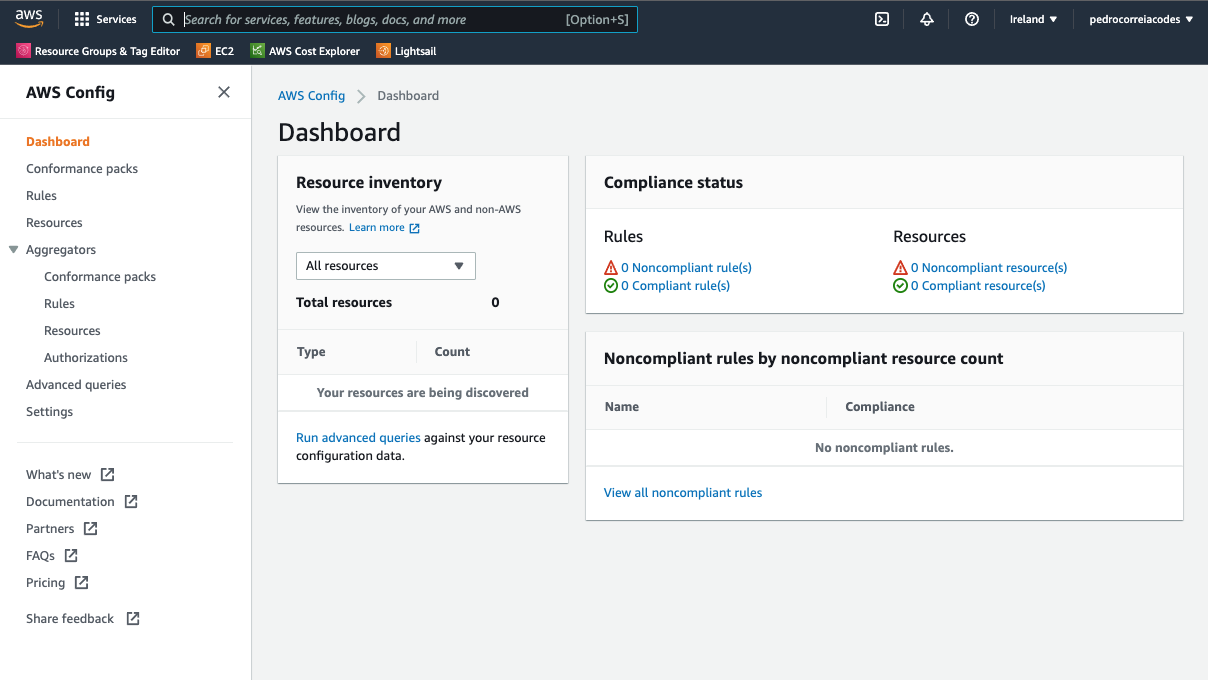 aws
Services
Search for services, features, blogs, docs, and more
[Option+S]
Ireland
pedrocorreiacodes
Resource Groups & Tag Editor
EC2
AWS Cost Explorer
Lightsail
AWS Config
Dashboard
Conformance packs
Rules
Resources
Aggregators
Conformance packs
Rules
Resources
Authorizations
Advanced queries
Settings
What's new
Documentation
Partners
FAQs
Pricing
Share feedback
AWS Config
Dashboard
Dashboard
Resource inventory
View the inventory of your AWS and non-AWS
resources. Learn more
All resources
Total resources 0
Type Count
Your resources are being discovered
Run advanced queries against your resource
configuration data.
Compliance status
Rules
0 Noncompliant rule(s)
0 Compliant rule(s)
Resources
0 Noncompliant resource(s)
0 Compliant resource(s)
Noncompliant rules by noncompliant resource count
Name Compliance
No noncompliant rules.
View all noncompliant rules